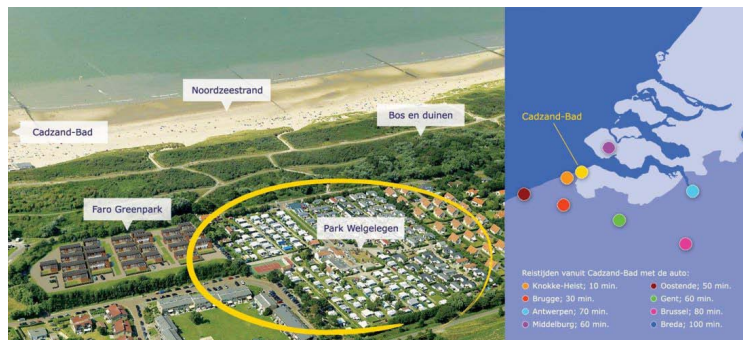 Noordzeestrand
Cadzand-Bad
Bos en duinen
Faro Greenpark
Park Welgelegen
Cadzand-Bad
Reistijden vanuit Cadzand-Bad met de auto:
Knokke-Heist; 10 min.
Brugge; 30 min.
Antwerpen; 70 min.
Middelburg; 60 min.
Oostende; 50 min.
Gent; 60 min.
Brussel; 80 min.
Breda; 100 min.